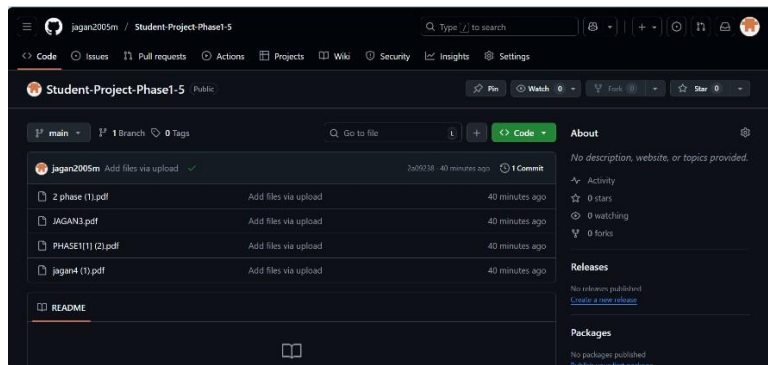 jagan2005m / Student-Project-Phase1-5
Type / to search
Code Issues Pull requests Actions Projects Wiki Security Insights Settings
Student-Project-Phase1-5 Public
Pin Watch 0 Fork 0 Star 0
main 1 Branch 0 Tags
Go to file
Code
About
No description, website, or topics provided.
jagan2005m Add files via upload
2a09238 · 40 minutes ago 1 Commit
2 phase (1).pdf Add files via upload 40 minutes ago
JAGAN3.pdf Add files via upload 40 minutes ago
PHASE1[1] (2).pdf Add files via upload 40 minutes ago
jagan4 (1).pdf Add files via upload 40 minutes ago
README
Activity
0 stars
0 watching
0 forks
Releases
No releases published
Create a new release
Packages
No packages published